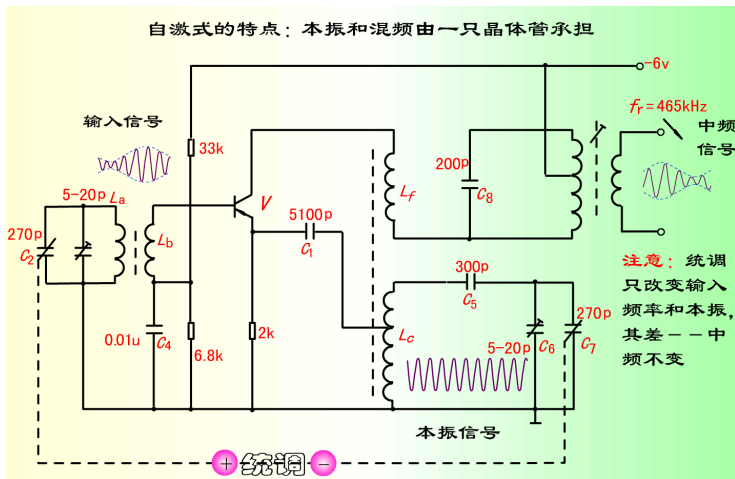 自激式的特点：本振和混频由一只晶体管承担
-6v
fr=465kHz
输入信号
中频
信号
33k
200p
C8
5-20p
La
Lf
V
5100p
270p
C2
Lb
C1
注意：统调
只改变输入
频率和本振，
其差--中
频不变
300p
C5
270p
0.01u
C4
6.8k
2k
Lc
5-20p
C6
C7
本振信号
+统调-